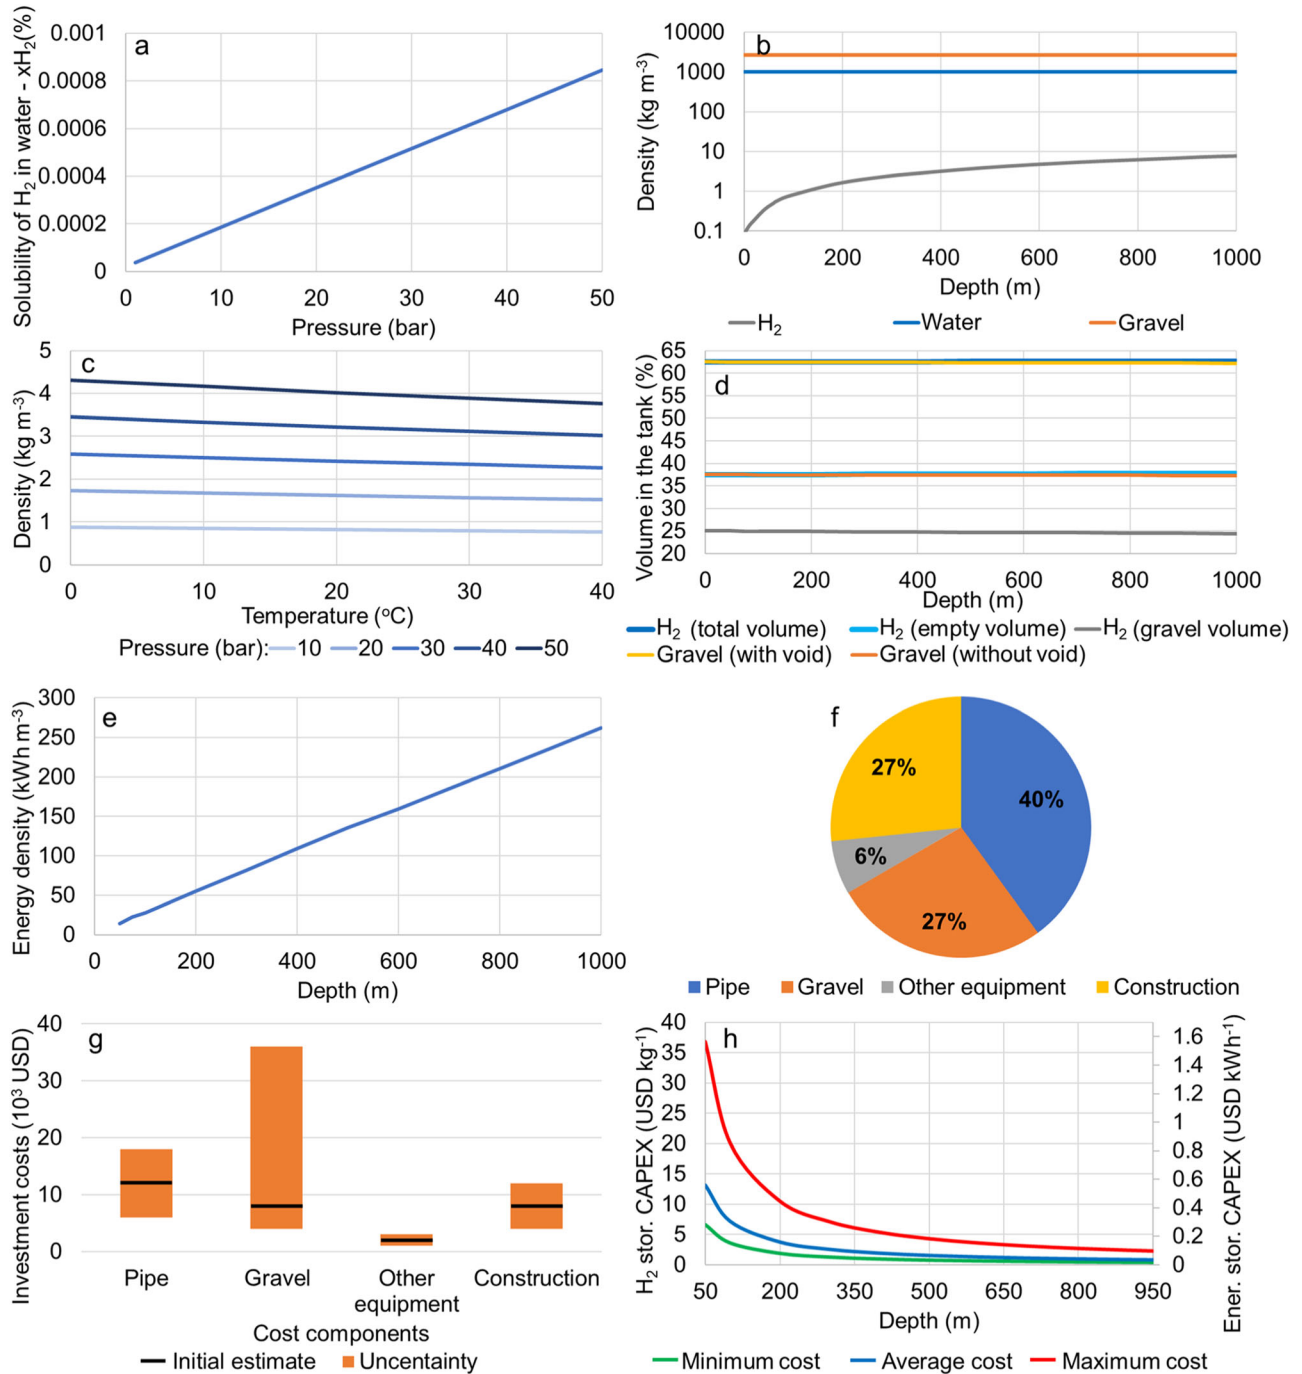 a
Solubility of H2 in water - xH2(%)
0.001
0.0008
0.0006
0.0004
0.0002
0
0 10 20 30 40 50
Pressure (bar)
b
Density (kg m-3)
10000
1000
100
10
1
0.1
0 200 400 600 800 1000
Depth (m)
H2 Water Gravel
c
Density (kg m-3)
5
4
3
2
1
0
0 10 20 30 40
Temperature (oC)
Pressure (bar): 10 20 30 40 50
d
Volume in the tank (%)
65
60
55
50
45
40
35
30
25
20
0 200 400 600 800 1000
Depth (m)
H2 (total volume) H2 (empty volume) H2 (gravel volume)
Gravel (with void) Gravel (without void)
e
Energy density (kWh m-3)
300
250
200
150
100
50
0
0 200 400 600 800 1000
Depth (m)
f
27%
40%
6%
27%
Pipe Gravel Other equipment Construction
g
Investment costs (103 USD)
40
30
20
10
0
Pipe Gravel Other Construction
equipment
Cost components
Initial estimate Uncentainty
h
H2 stor. CAPEX (USD kg-1)
40
35
30
25
20
15
10
5
0
Ener. stor. CAPEX (USD kWh-1)
1.6
1.4
1.2
1
0.8
0.6
0.4
0.2
0
50 200 350 500 650 800 950
Depth (m)
Minimum cost Average cost Maximum cost